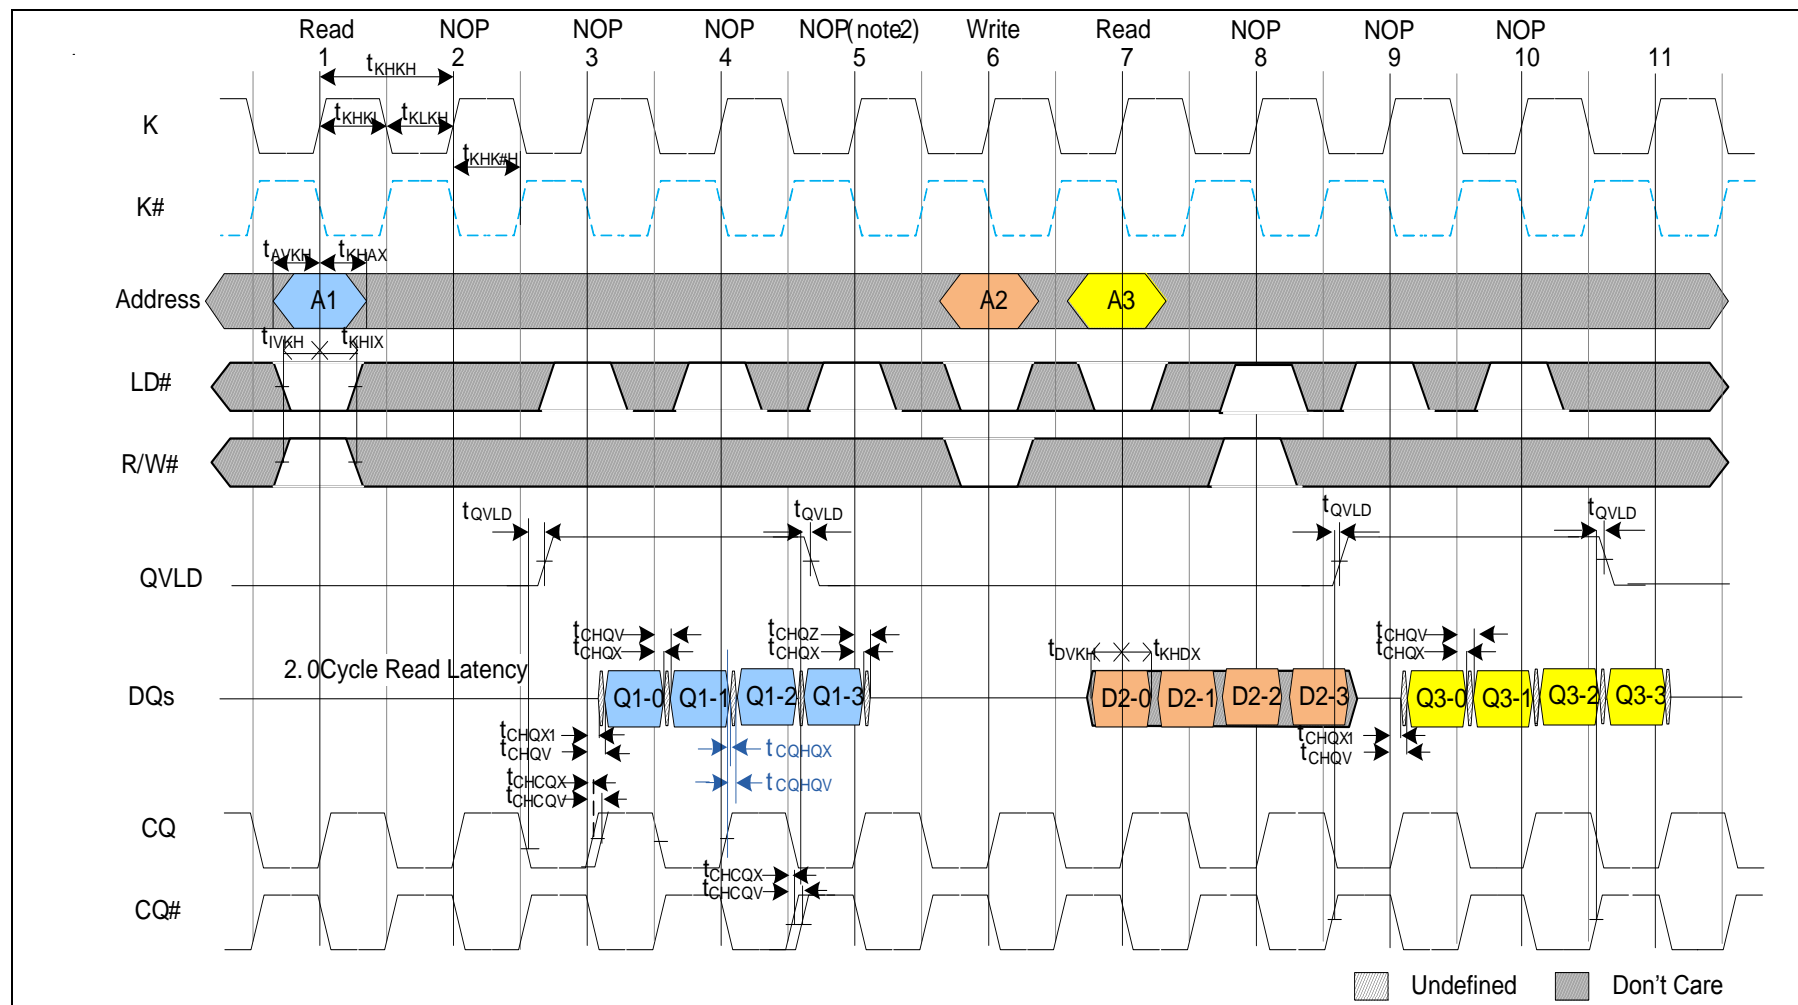 Read NOP NOP NOP NOP(note2) Write Read NOP NOP NOP
1 2 3 4 5 6 7 8 9 10 11
tKHKH
K
tKHKL tKLKH
tKHK#H
K#
tAVKH tKHAX
Address A1 A2 A3
tIVKH tKHIX
LD#
R/W#
tQVLD tQVLD tQVLD tQVLD
QVLD
tCHQV tCHQZ tCHQV
tCHQX tCHQX tDVKH tKHDX tCHQX
2.0Cycle Read Latency
DQs Q1-0 Q1-1 Q1-2 Q1-3 D2-0 D2-1 D2-2 D2-3 Q3-0 Q3-1 Q3-2 Q3-3
tCHQX1 tCQHQX tCHQX1
tCHQV tCHQV
tCHCQX tCQHQV
tCHCQV
CQ
tCHCQX
tCHCQV
CQ#
Undefined Don't Care